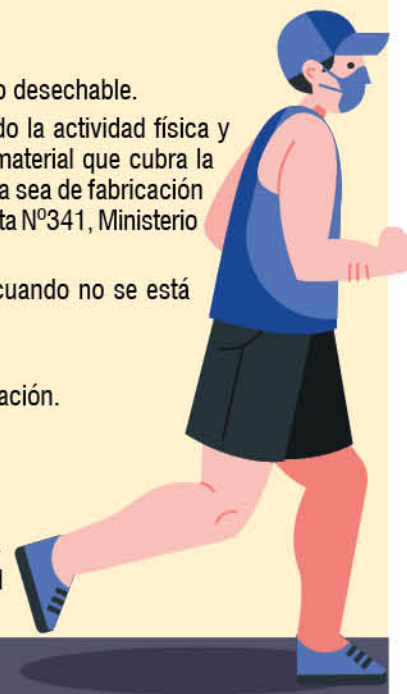 desechable.
do la actividad física y
material que cubra la
a sea de fabricación
ta Nº341, Ministerio
cuando no se está
ación.